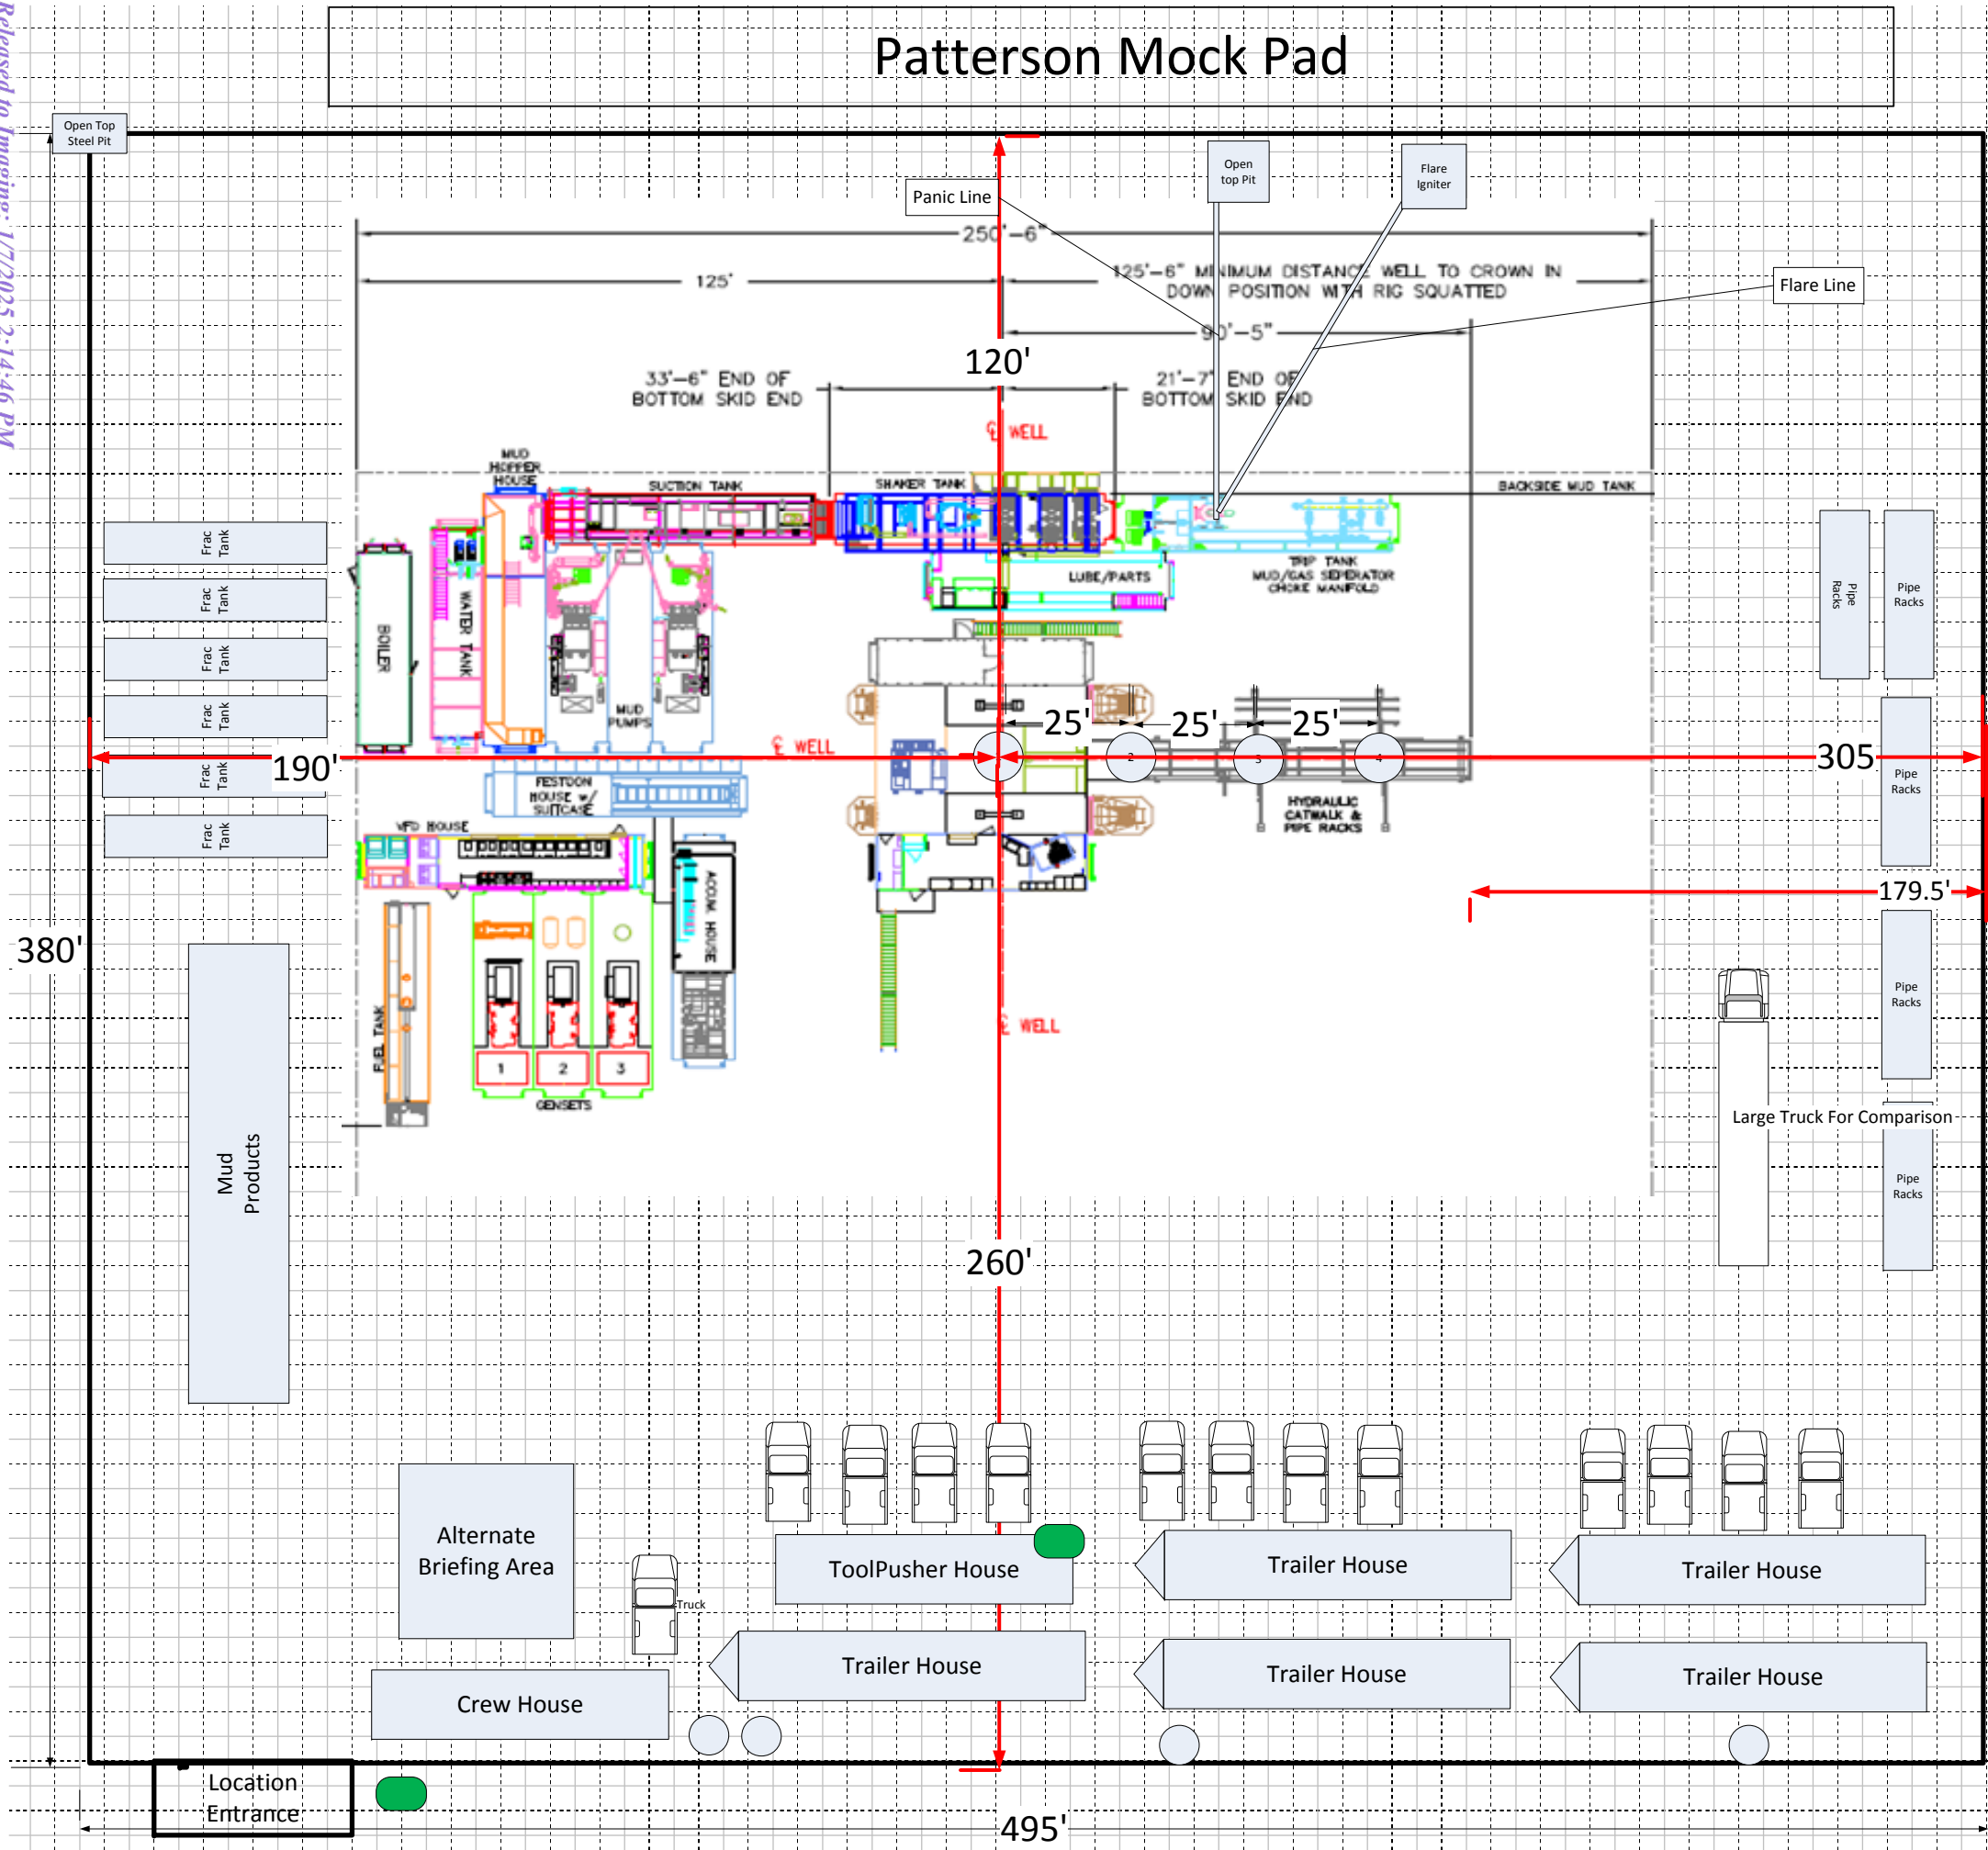 Released to Imaging: 1/7/2025 2:14:46 PM
Patterson Mock Pad
Open Top
Steel Pit
Open
top Pit
Flare
Igniter
Panic Line
250'-6"
125'
125'-6" MINIMUM DISTANCE WELL TO CROWN IN
DOWN POSITION WITH RIG SQUATTED
Flare Line
90'-5"
120'
33'-6" END OF
BOTTOM SKID END
21'-7" END OF
BOTTOM SKID END
WELL
MUD
HOPPER
HOUSE
SUCTION TANK
SHAKER TANK
BACKSIDE MUD TANK
Frac
Tank
Frac
Tank
Frac
Tank
Frac
Tank
Frac
Tank
Frac
Tank
BOILER
WATER TANK
MUD
PUMPS
LUBE/PARTS
TRIP TANK
MUD/GAS SEPERATOR
CHOKE MANIFOLD
Pipe
Racks
Pipe
Racks
25'
25'
25'
WELL
190'
2
3
4
305
Pipe
Racks
FESTOON
HOUSE w/
SUITCASE
HYDRAULIC
CATWALK &
PIPE RACKS
VFD HOUSE
ACCUM. HOUSE
179.5'
380'
Pipe
Racks
FUEL TANK
WELL
1
2
3
GENSETS
Large Truck For Comparison
Pipe
Racks
Mud
Products
260'
Alternate
Briefing Area
Truck
ToolPusher House
Trailer House
Trailer House
Trailer House
Trailer House
Trailer House
Crew House
Location
Entrance
495'